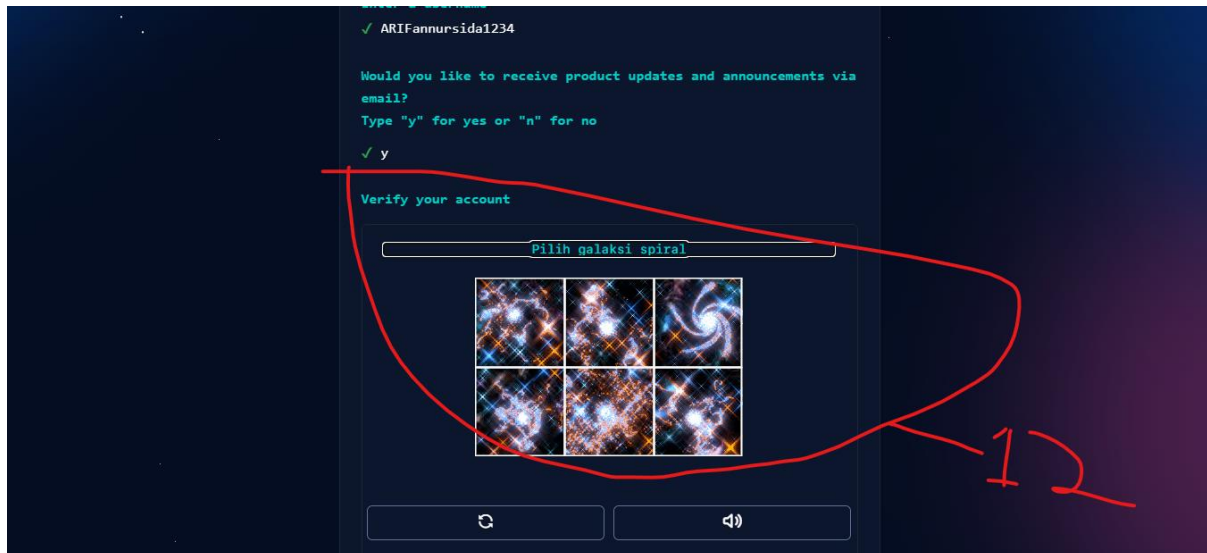 ✓ ARIFannursida1234
Would you like to receive product updates and announcements via
email?
Type "y" for yes or "n" for no
✓ y
Verify your account
Pilih galaksi spiral
12